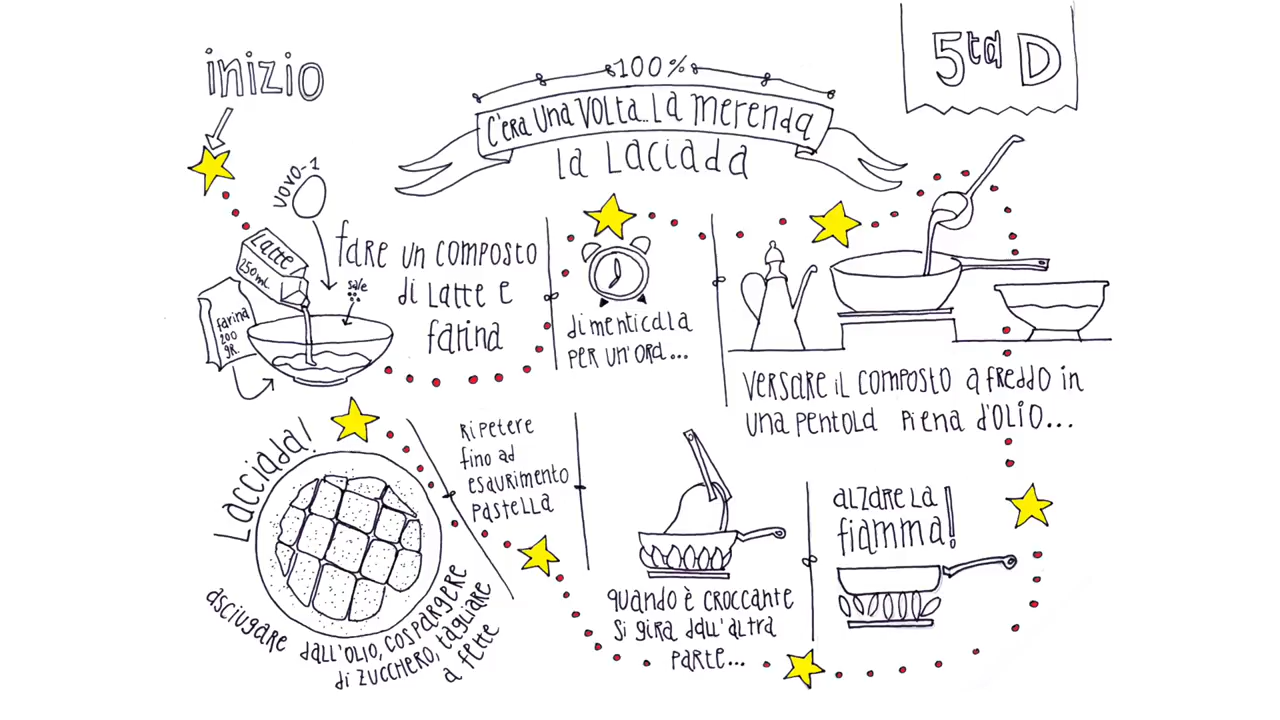 inizio
5td D
100%
C'ERA UNA VOLTA... LA MERENDA
LA LACIADA
VOVO-1
LATTE
250 ml.
sale
farina
200
gR.
fare un composto
di latte e
farina
dimenticala
per un'ora...
VERSARE IL COMPOSTO A FREDDO in
UNA PENTOLA PIENA D'OLIO...
ALZARE LA
fiamma!
quando è croccante
Si gira dall'altra
parte...
RIPETERE
fino ad
esaurimento
PASTELLA
Lacciada!
asciugare dall'olio, cospargere
di zucchero, tagliare
a fette